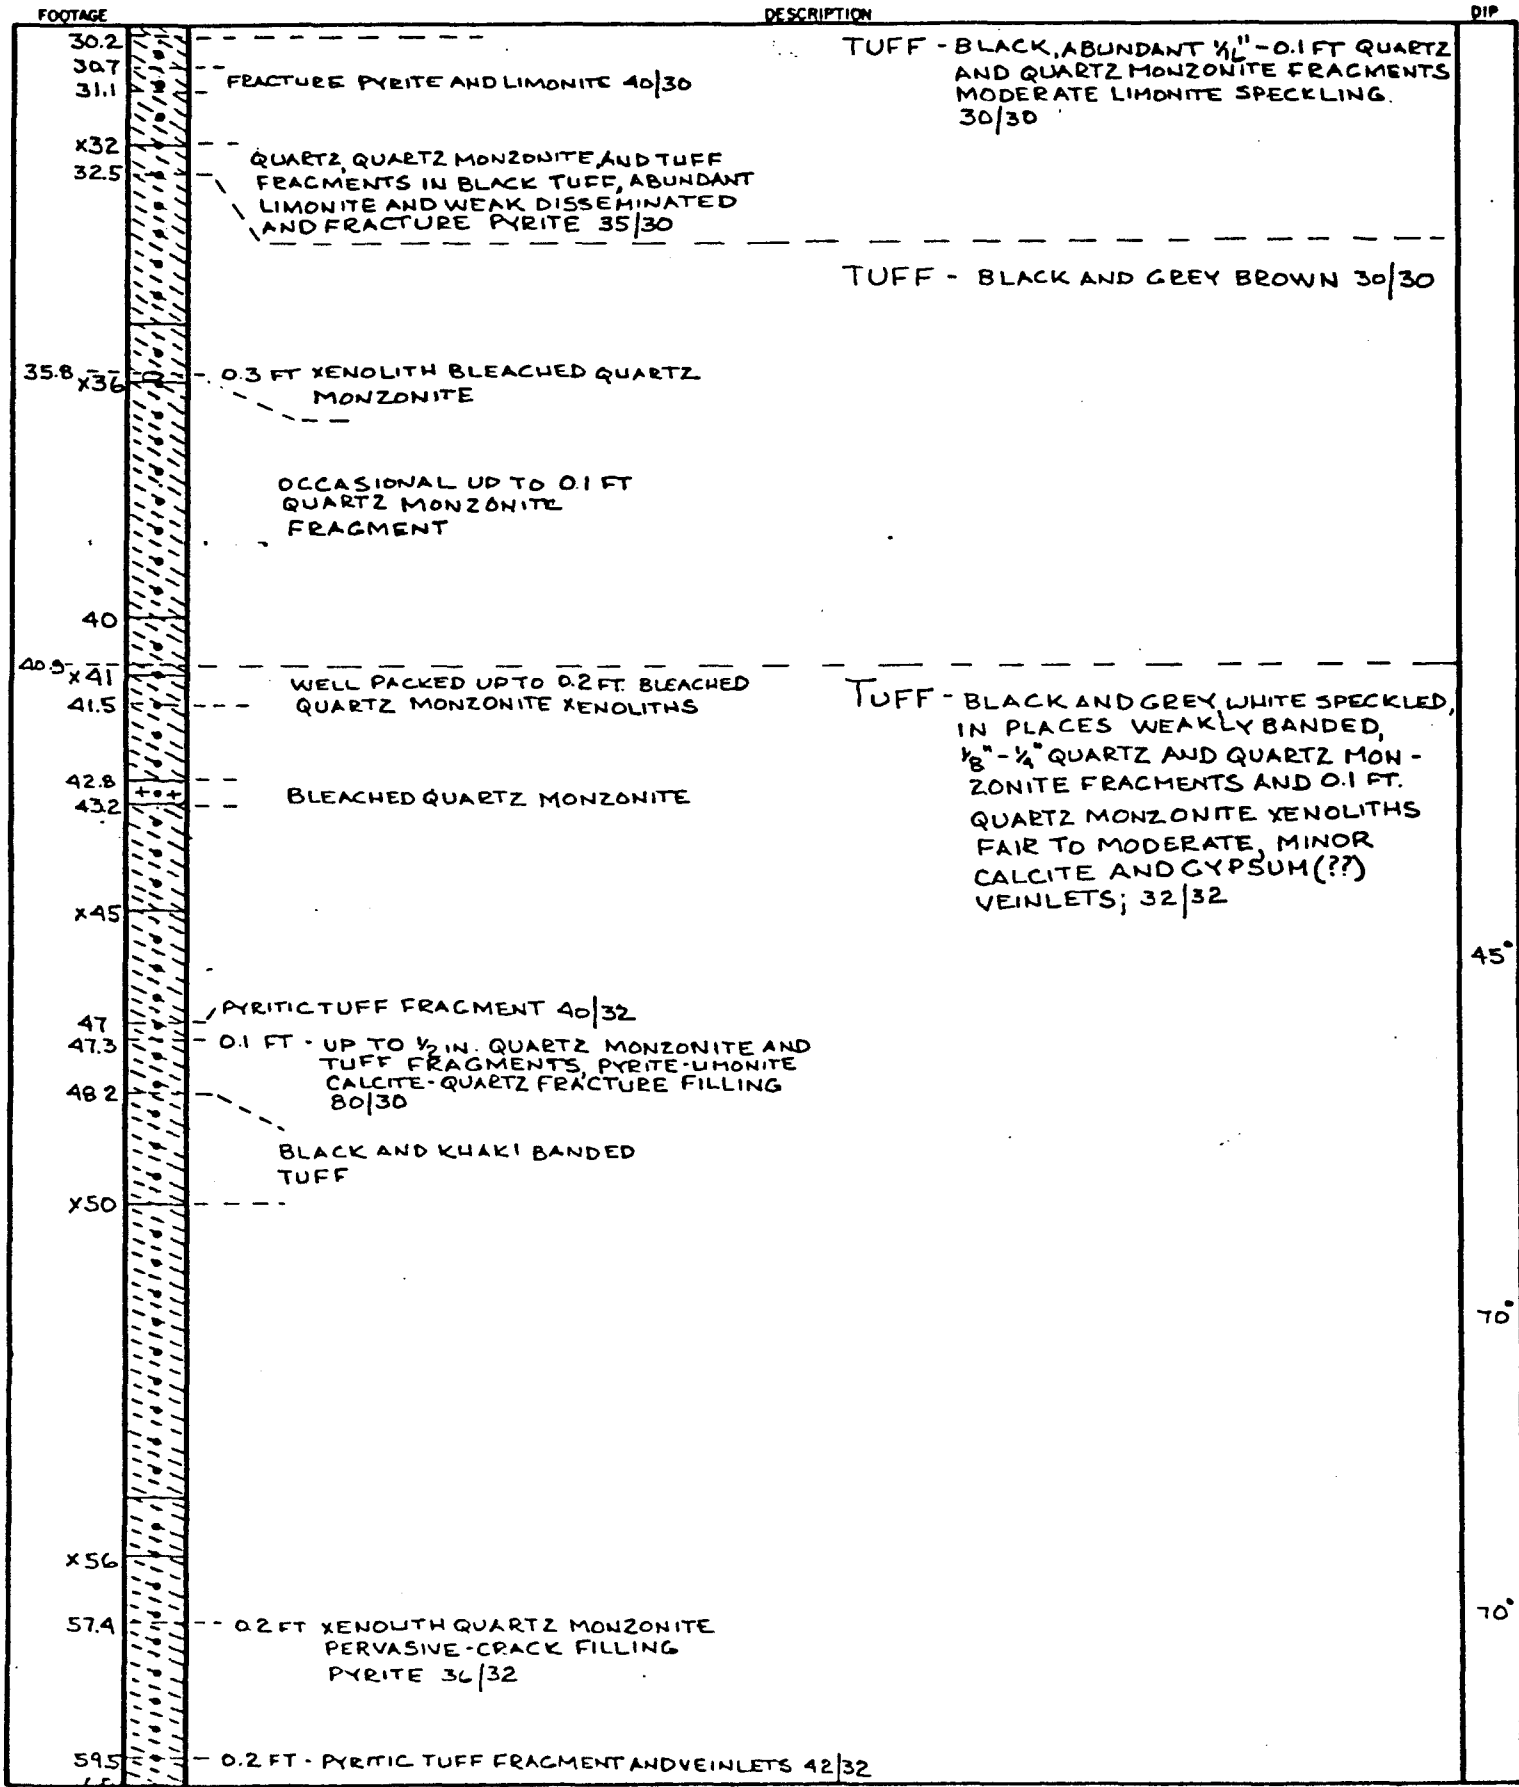 FOOTAGE DESCRIPTION DIP
30.2
30.7
31.1
FRACTURE PYRITE AND LIMONITE 40/30
TUFF - BLACK, ABUNDANT 1/16" - 0.1 FT QUARTZ
AND QUARTZ MONZONITE FRAGMENTS
MODERATE LIMONITE SPECKLING.
30/30
X32
32.5
QUARTZ, QUARTZ MONZONITE, AND TUFF
FRAGMENTS IN BLACK TUFF, ABUNDANT
LIMONITE AND WEAK DISSEMINATED
AND FRACTURE PYRITE 35/30
TUFF - BLACK AND GREY BROWN 30/30
35.8
X36
0.3 FT XENOLITH BLEACHED QUARTZ
MONZONITE
OCCASIONAL UP TO 0.1 FT
QUARTZ MONZONITE
FRAGMENT
40
40.9
X41
41.5
WELL PACKED UP TO 0.2 FT. BLEACHED
QUARTZ MONZONITE XENOLITHS
TUFF - BLACK AND GREY, WHITE SPECKLED,
IN PLACES WEAKLY BANDED,
1/8" - 1/4" QUARTZ AND QUARTZ MON-
ZONITE FRAGMENTS AND 0.1 FT.
QUARTZ MONZONITE XENOLITHS
FAIR TO MODERATE, MINOR
CALCITE AND GYPSUM (??)
VEINLETS; 32/32
42.8
43.2
BLEACHED QUARTZ MONZONITE
X45
45°
47
PYRITIC TUFF FRAGMENT 40/32
47.3
0.1 FT - UP TO 1/2 IN. QUARTZ MONZONITE AND
TUFF FRAGMENTS, PYRITE-LIMONITE
CALCITE-QUARTZ FRACTURE FILLING
80/30
48.2
BLACK AND KHAKI BANDED
TUFF
X50
70°
X56
57.4
0.2 FT XENOLITH QUARTZ MONZONITE
PERVASIVE-CRACK FILLING
PYRITE 36/32
70°
59.5
0.2 FT - PYRITIC TUFF FRAGMENT AND VEINLETS 42/32